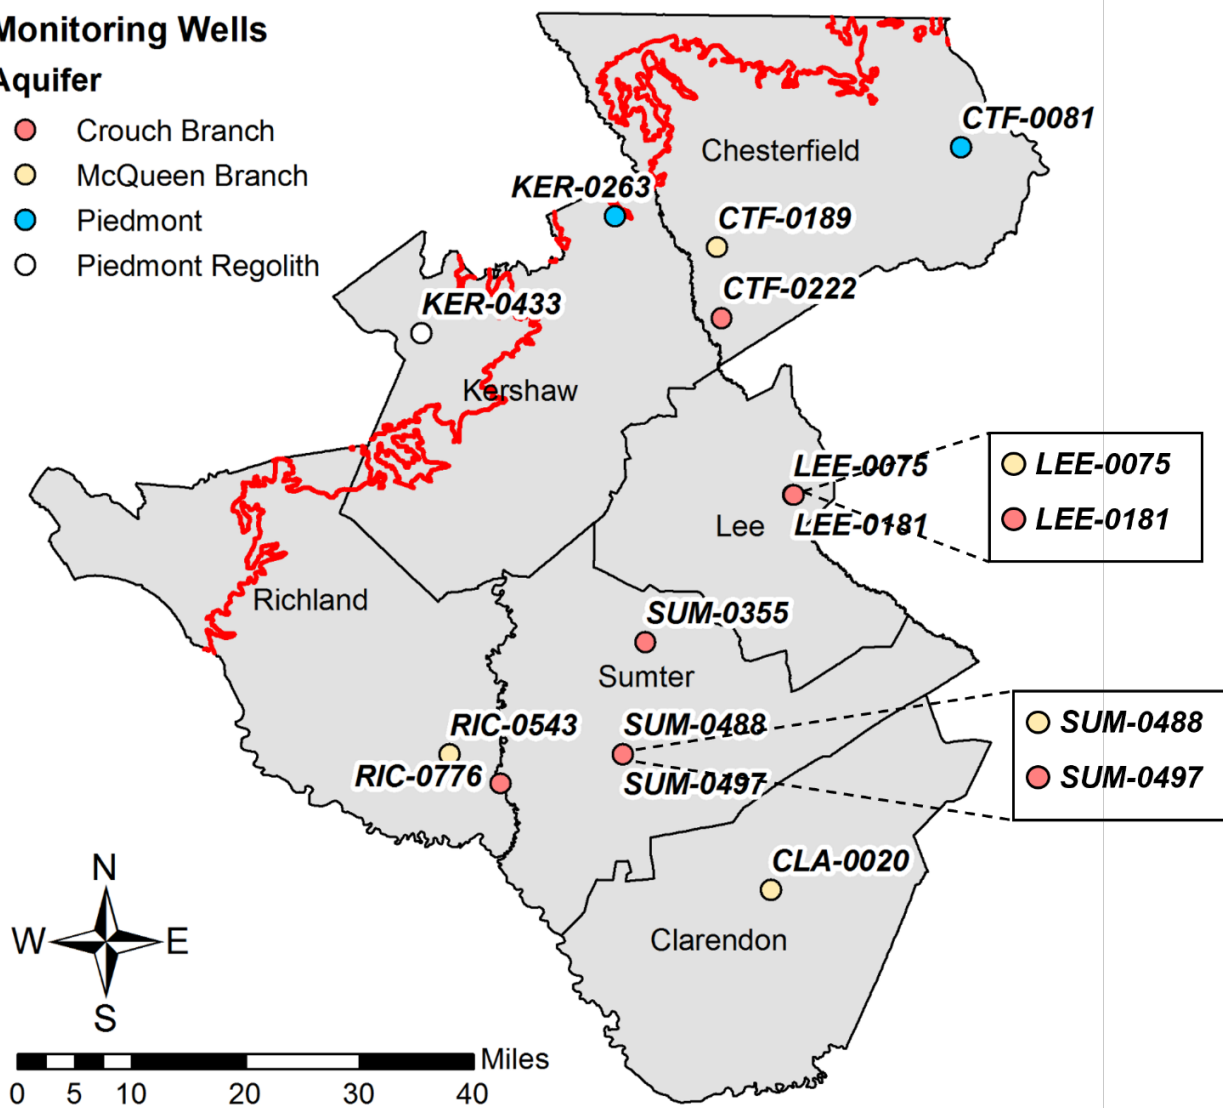 Monitoring Wells
Aquifer
Crouch Branch
McQueen Branch
Piedmont
Piedmont Regolith
CTF-0081
Chesterfield
KER-0263
CTF-0189
CTF-0222
KER-0433
Kershaw
LEE-0075
LEE-0075
LEE-0181
Lee
LEE-0181
Richland
SUM-0355
Sumter
RIC-0543
SUM-0488
SUM-0488
RIC-0776
SUM-0497
SUM-0497
CLA-0020
Clarendon
N
W E
S
Miles
0 5 10 20 30 40